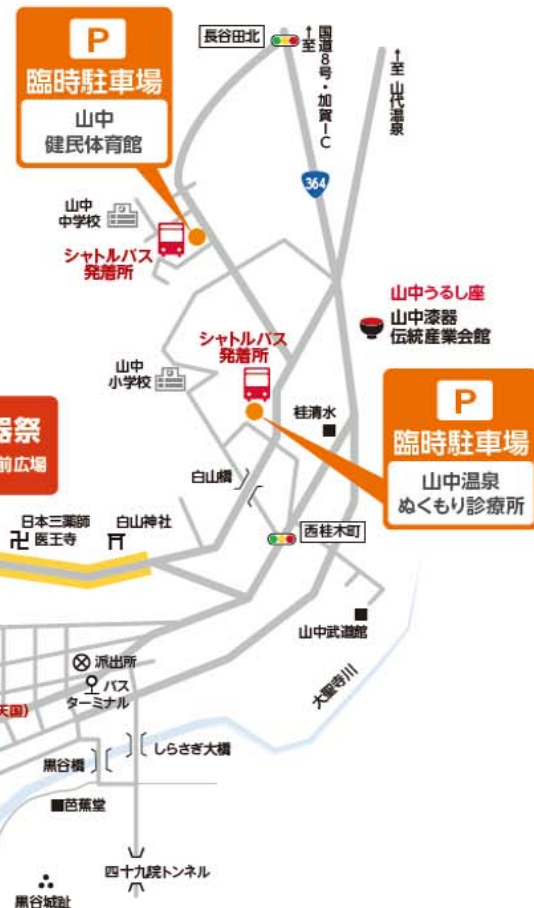 長谷田北
↑至 国道8号・加賀IC
↑至 山代温泉
P
臨時駐車場
山中
健民体育館
364
山中
中学校
シャトルバス
発着所
山中うるし座
山中漆器
伝統産業会館
シャトルバス
発着所
山中
小学校
P
臨時駐車場
山中温泉
ぬくもり診療所
桂清水
器祭
前広場
白山橋
日本三薬師
医王寺
白山神社
西桂木町
山中武道館
大聖寺川
派出所
バス
ターミナル
天国)
しらさぎ大橋
黒谷橋
芭蕉堂
四十九院トンネル
黒谷城趾